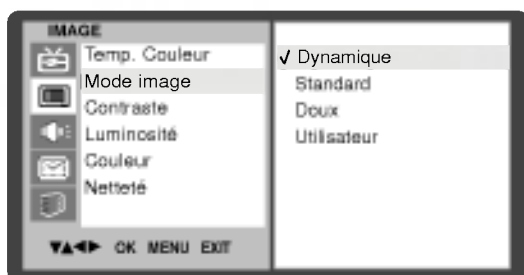 IMAGE
Temp. Couleur
Mode image
Contraste
Luminosité
Couleur
Netteté
▼▲◄► OK MENU EXIT
✓ Dynamique
Standard
Doux
Utilisateur